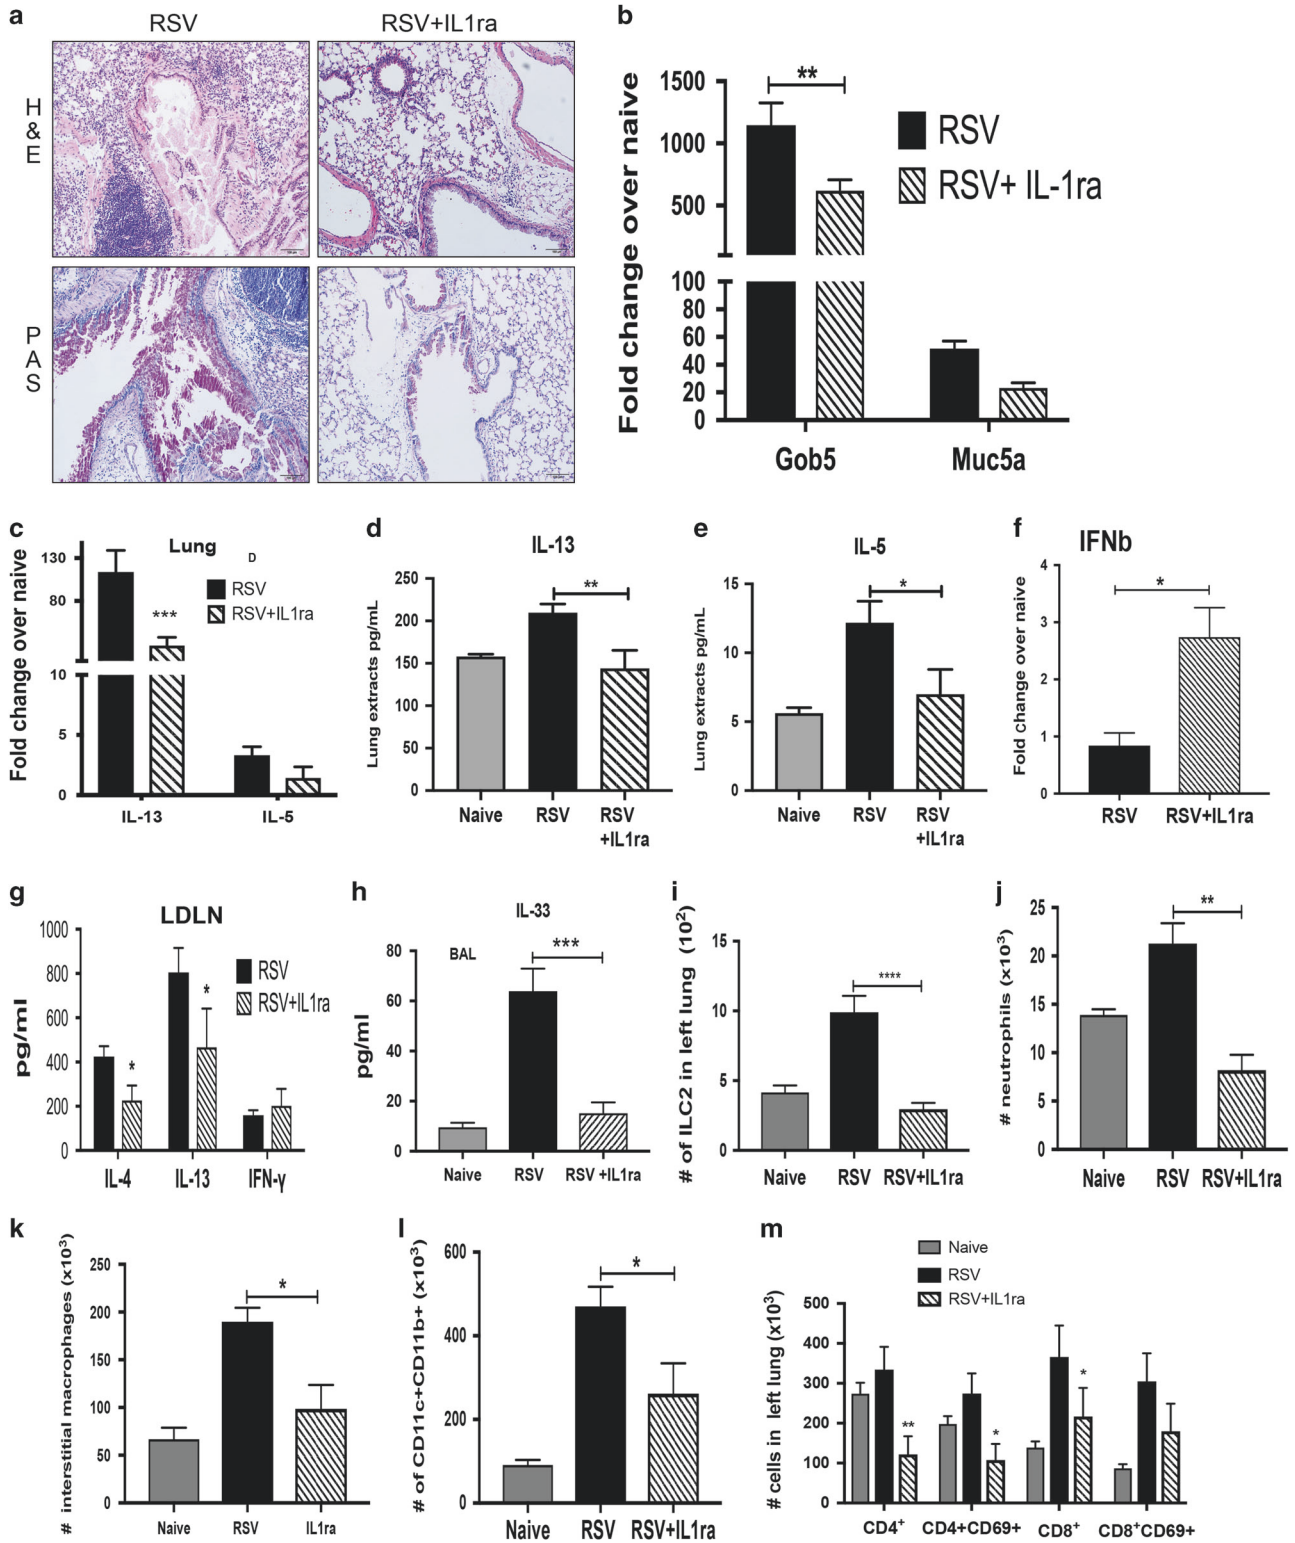 a
RSV
RSV+IL1ra
H
&
E
P
A
S
b
Fold change over naive
1500
1000
500
100
80
60
40
20
0
**
RSV
RSV+ IL-1ra
Gob5
Muc5a
c
Lung
D
Fold change over naive
130
80
10
5
0
***
RSV
RSV+IL1ra
IL-13
IL-5
d
IL-13
Lung extracts pg/mL
250
200
150
100
50
0
**
Naive
RSV
RSV
+IL1ra
e
IL-5
Lung extracts pg/mL
15
10
5
0
*
Naive
RSV
RSV
+IL1ra
f
IFNb
Fold change over naive
4
3
2
1
0
*
RSV
RSV+IL1ra
g
LDLN
pg/ml
1000
800
600
400
200
0
*
*
RSV
RSV+IL1ra
IL-4
IL-13
IFN-γ
h
IL-33
BAL
pg/ml
80
60
40
20
0
***
Naive
RSV
RSV +IL1ra
i
# of ILC2 in left lung (10²)
15
10
5
0
****
Naive
RSV
RSV+IL1ra
j
# neutrophils (x10³)
25
20
15
10
5
0
**
Naive
RSV
RSV+IL1ra
k
# interstitial macrophages (x10³)
250
200
150
100
50
0
*
Naive
RSV
IL1ra
l
# of CD11c+CD11b+ (x10³)
600
400
200
0
*
Naive
RSV
RSV+IL1ra
m
Naive
RSV
RSV+IL1ra
# cells in left lung (x10³)
500
400
300
200
100
0
**
*
*
CD4⁺
CD4+CD69+
CD8⁺
CD8⁺CD69+